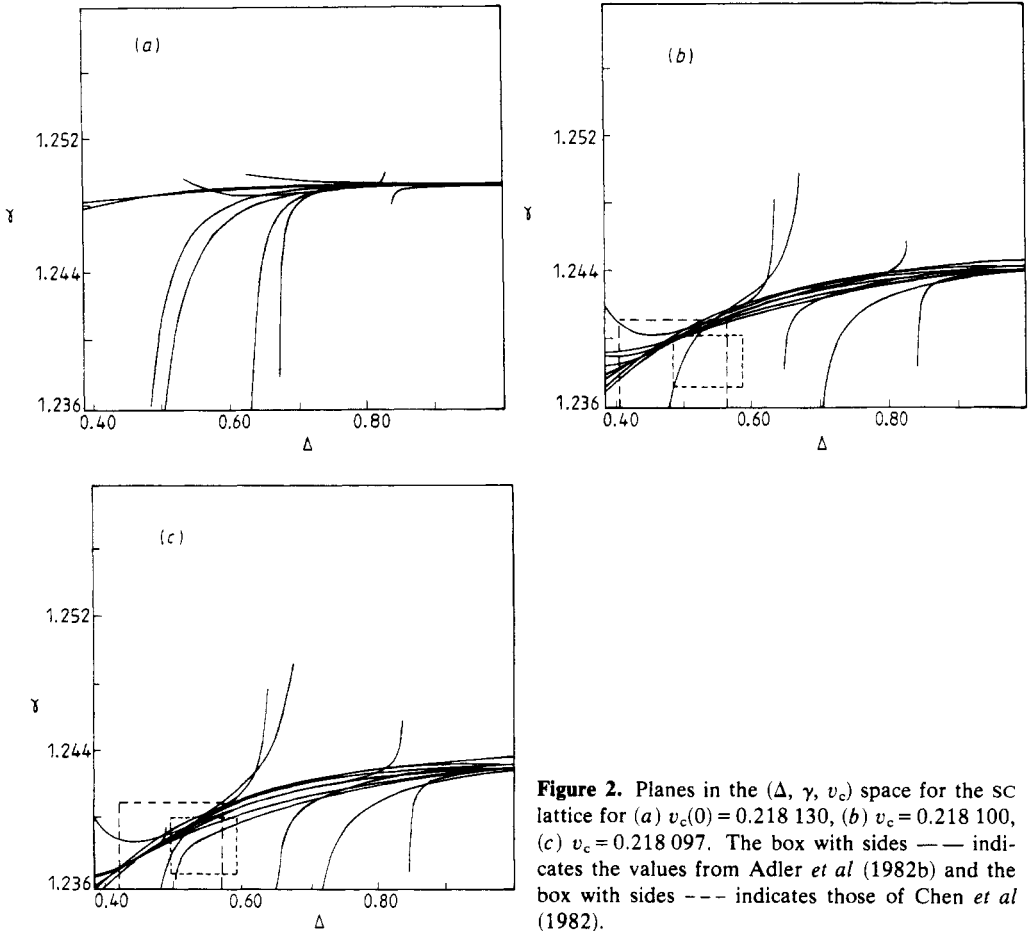 (a)
1.252
γ
1.244
1.236
0.40 0.60 0.80
Δ
(b)
1.252
γ
1.244
1.236
0.40 0.60 0.80
Δ
(c)
1.252
γ
1.244
1.236
0.40 0.60 0.80
Δ
Figure 2. Planes in the (Δ, γ, v_c) space for the SC
lattice for (a) v_c(0) = 0.218 130, (b) v_c = 0.218 100,
(c) v_c = 0.218 097. The box with sides —— indi-
cates the values from Adler et al (1982b) and the
box with sides --- indicates those of Chen et al
(1982).